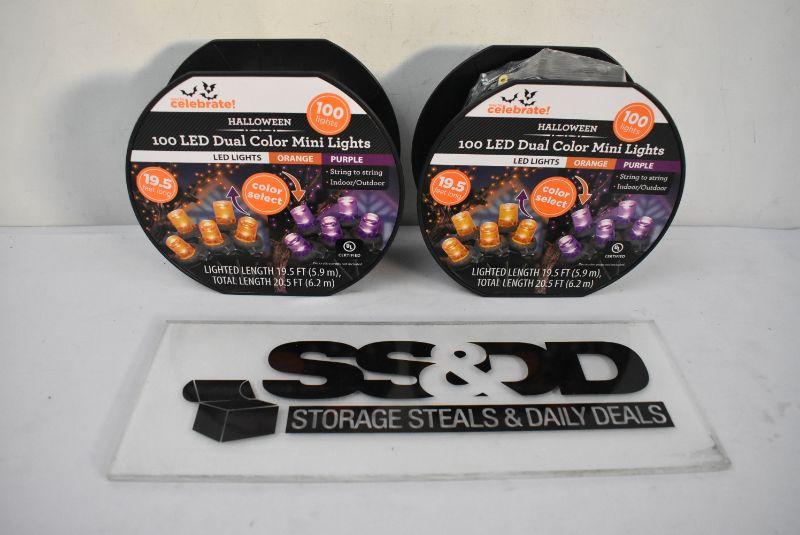 celebrate!
HALLOWEEN
100 lights
100 LED Dual Color Mini Lights
LED LIGHTS ORANGE PURPLE
• String to string
• Indoor/Outdoor
19.5 feet long
color select
UL
CERTIFIED
LIGHTED LENGTH 19.5 FT (5.9 m),
TOTAL LENGTH 20.5 FT (6.2 m)
celebrate!
HALLOWEEN
100 lights
100 LED Dual Color Mini Lights
LED LIGHTS ORANGE PURPLE
• String to string
• Indoor/Outdoor
19.5 feet long
color select
UL
CERTIFIED
LIGHTED LENGTH 19.5 FT (5.9 m),
TOTAL LENGTH 20.5 FT (6.2 m)
SS&DD
STORAGE STEALS & DAILY DEALS